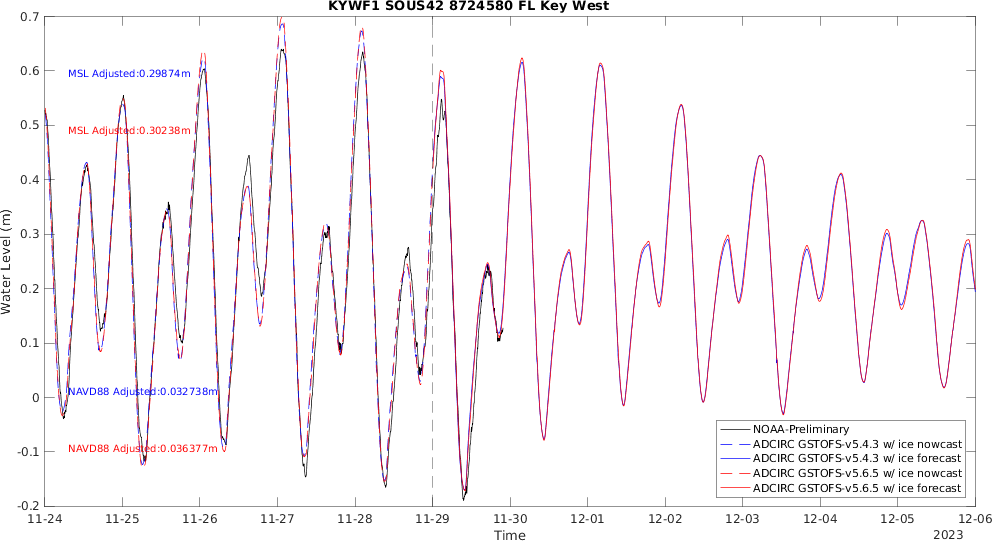 KYWF1 SOUS42 8724580 FL Key West
0.7
0.6
0.5
0.4
0.3
0.2
0.1
0
-0.1
-0.2
Water Level (m)
MSL Adjusted:0.29874m
MSL Adjusted:0.30238m
NAVD88 Adjusted:0.032738m
NAVD88 Adjusted:0.036377m
NOAA-Preliminary
ADCIRC GSTOFS-v5.4.3 w/ ice nowcast
ADCIRC GSTOFS-v5.4.3 w/ ice forecast
ADCIRC GSTOFS-v5.6.5 w/ ice nowcast
ADCIRC GSTOFS-v5.6.5 w/ ice forecast
11-24 11-25 11-26 11-27 11-28 11-29 11-30 12-01 12-02 12-03 12-04 12-05 12-06
Time
2023